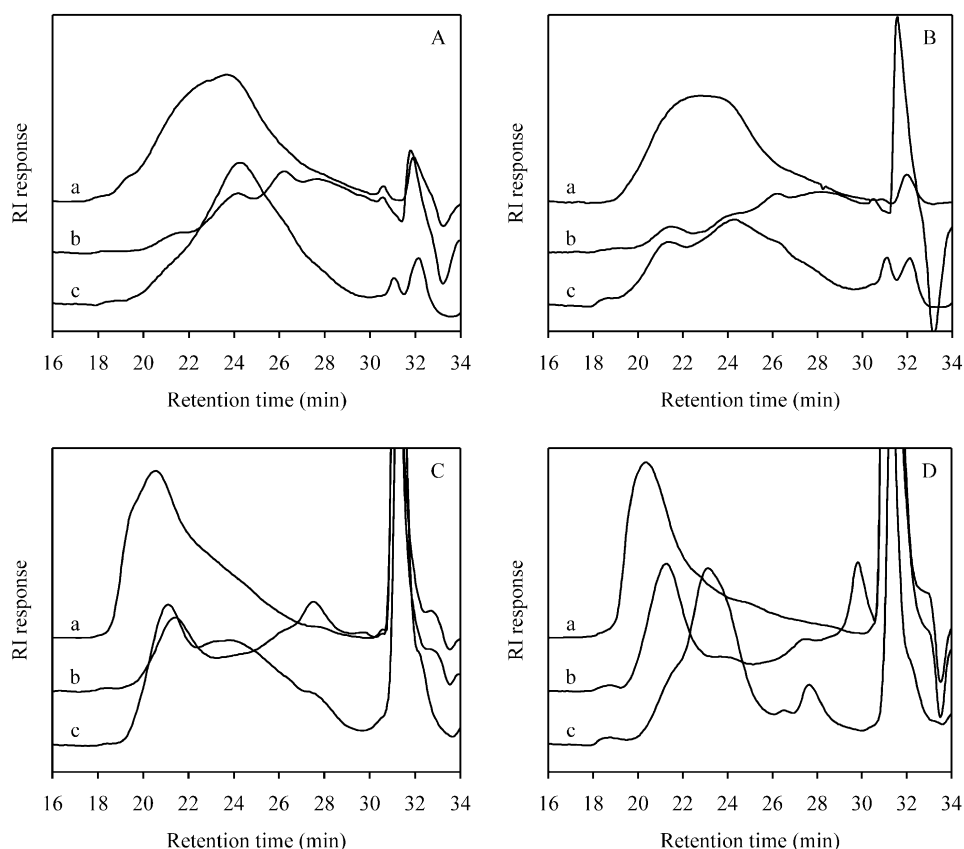 A
RI response
a
b
c
16 18 20 22 24 26 28 30 32 34
Retention time (min)
B
RI response
a
b
c
16 18 20 22 24 26 28 30 32 34
Retention time (min)
C
RI response
a
b
c
16 18 20 22 24 26 28 30 32 34
Retention time (min)
D
RI response
a
b
c
16 18 20 22 24 26 28 30 32 34
Retention time (min)